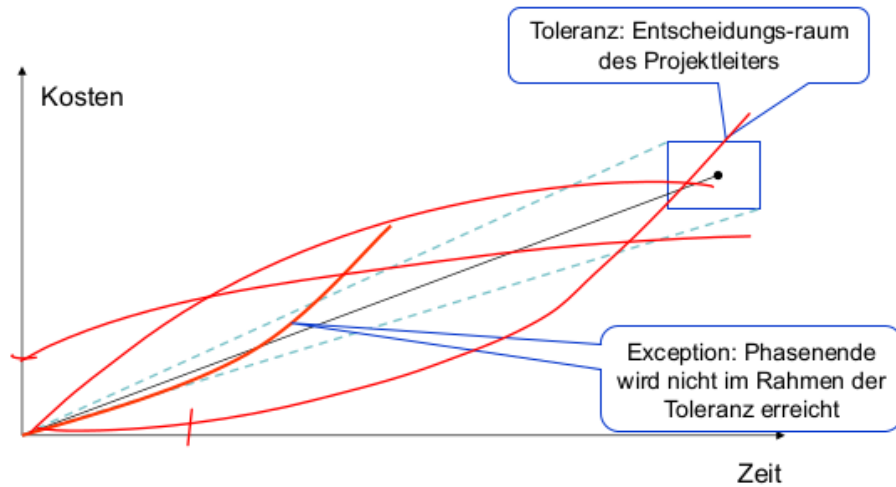 Toleranz: Entscheidungs-raum
des Projektleiters
Kosten
Exception: Phasenende
wird nicht im Rahmen der
Toleranz erreicht
Zeit